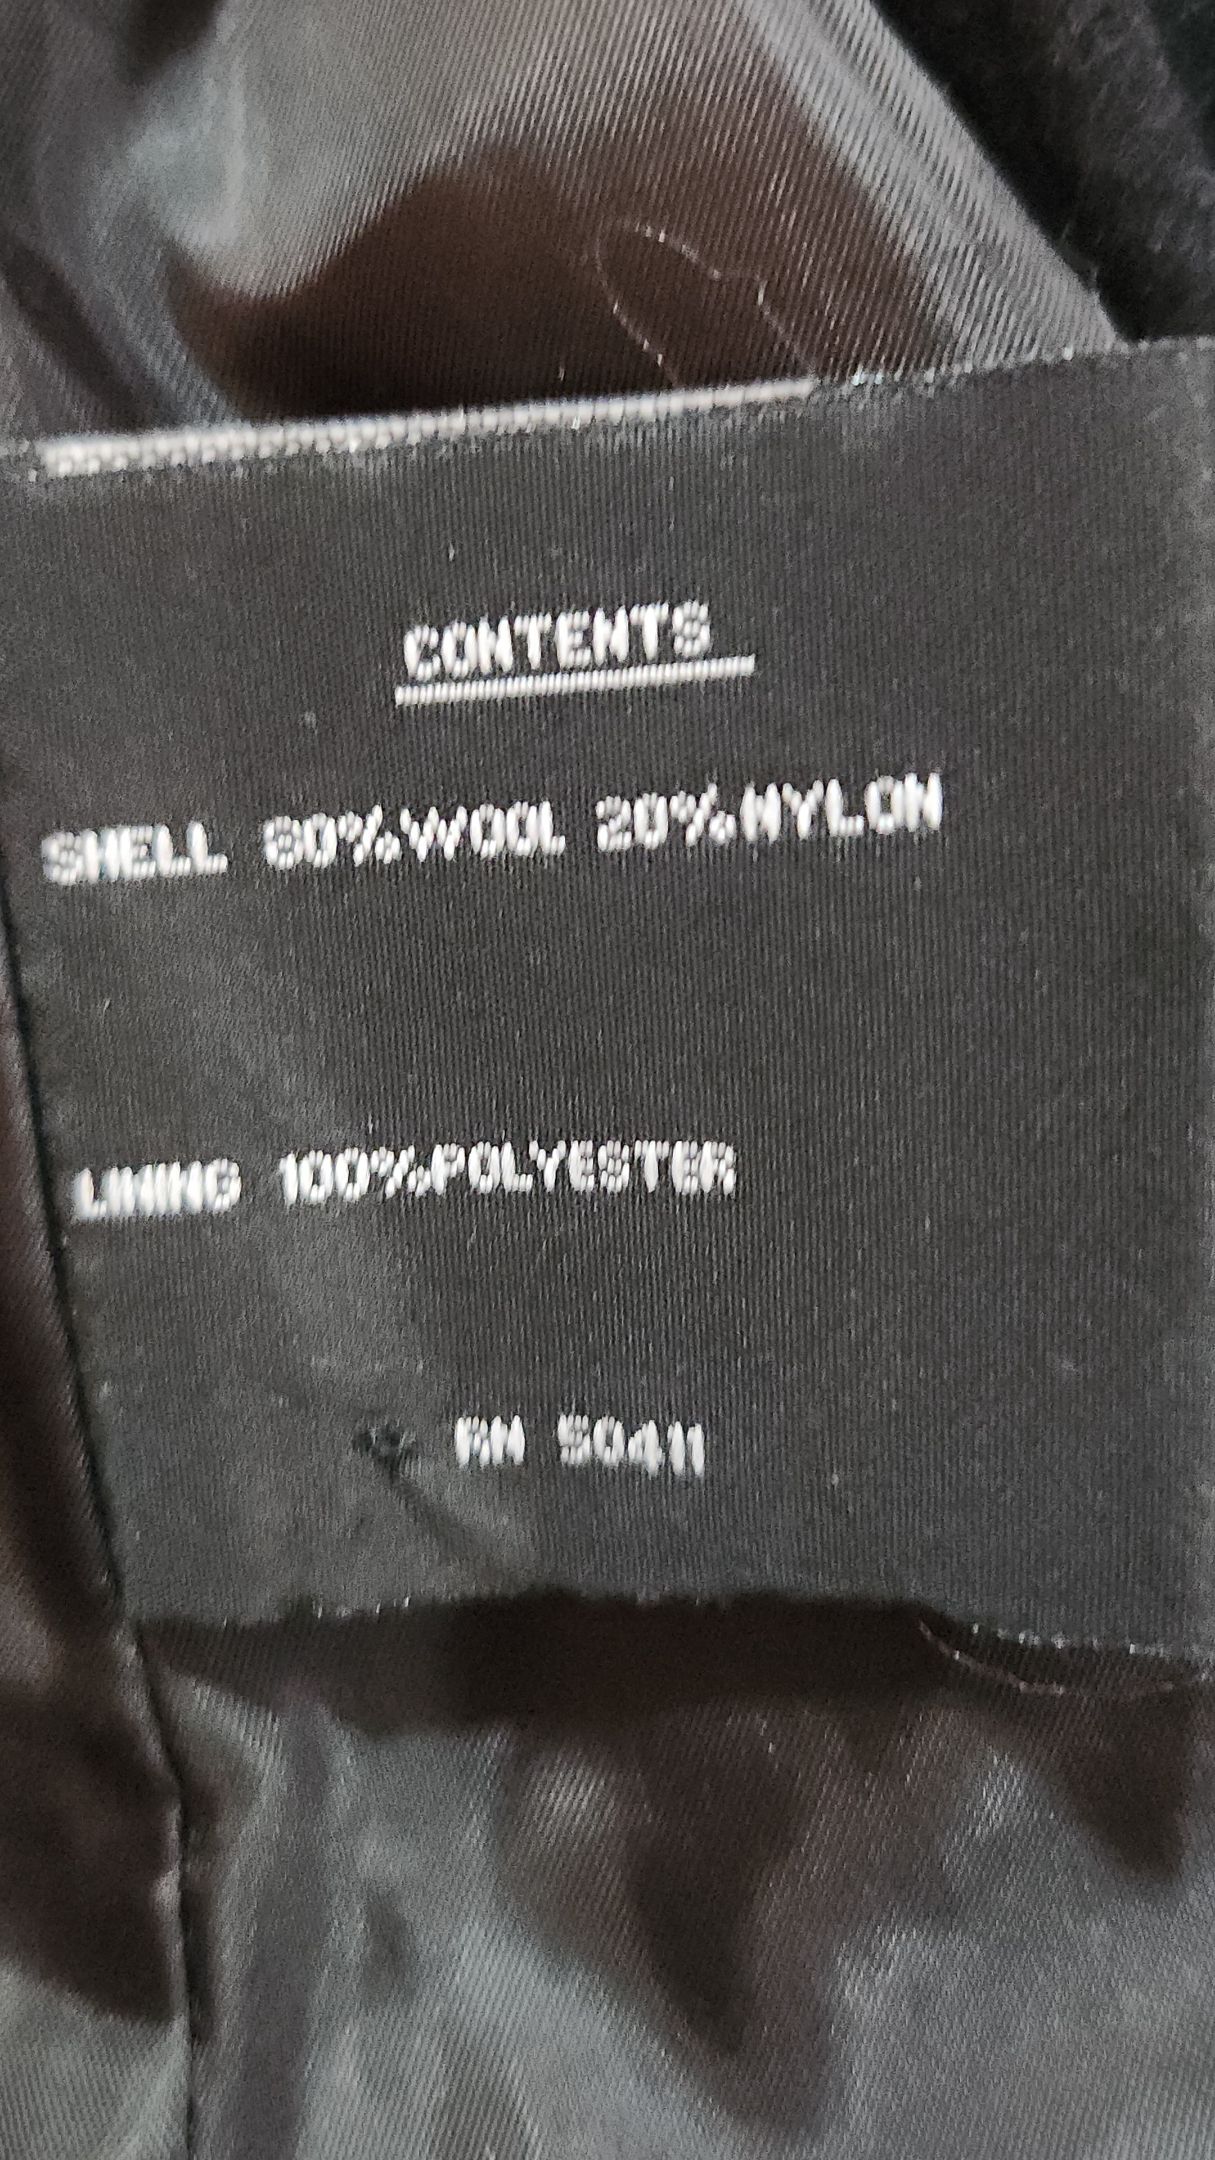 CONTENTS
SHELL 80%WOOL 20%NYLON
LINING 100%POLYESTER
RN 50411